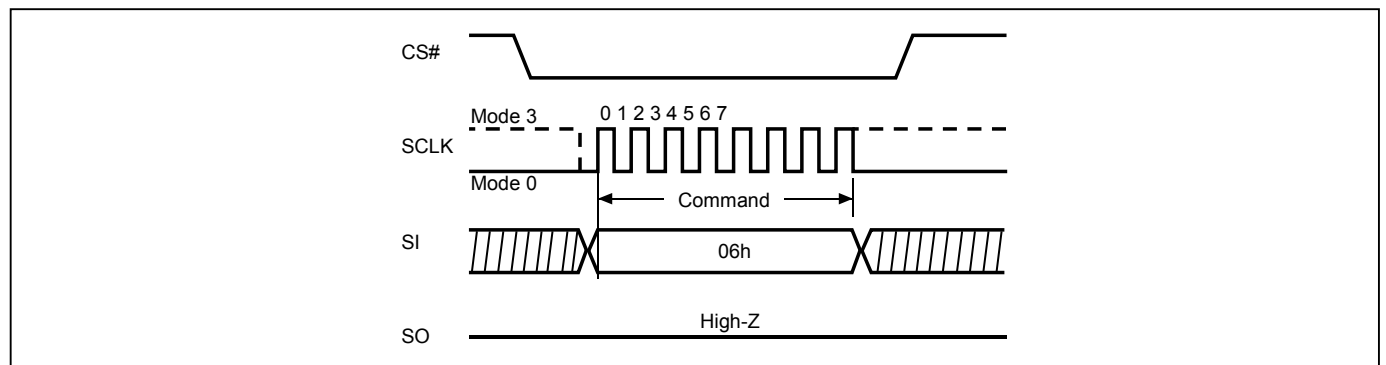 CS#
Mode 3
0 1 2 3 4 5 6 7
SCLK
Mode 0
Command
SI
06h
High-Z
SO